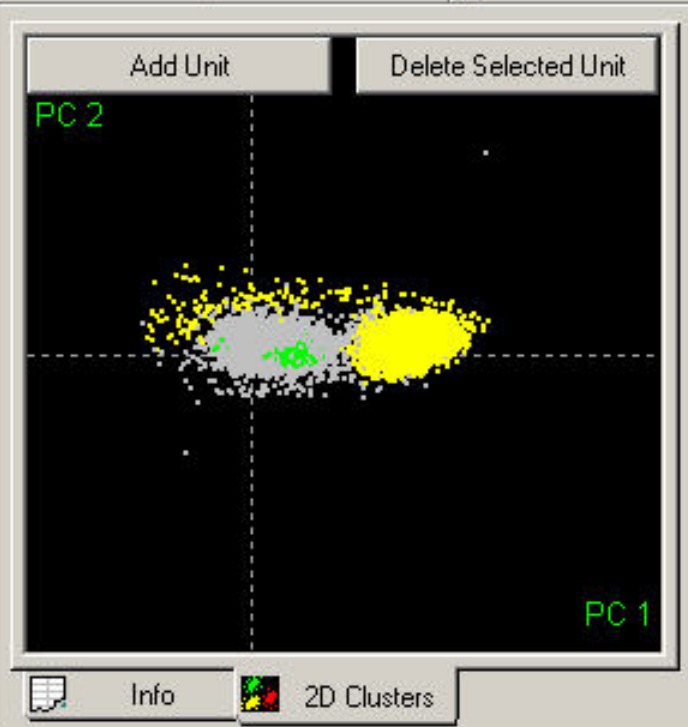 Add Unit
Delete Selected Unit
PC 2
PC 1
Info
2D Clusters